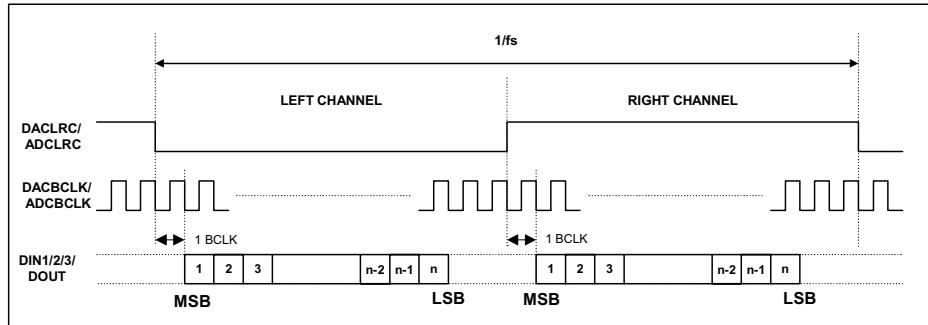 1/fs
LEFT CHANNEL
RIGHT CHANNEL
DACLRC/
ADCLRC
DACBCLK/
ADCBCLK
1 BCLK
1 BCLK
DIN1/2/3/
DOUT
1 2 3 n-2 n-1 n
1 2 3 n-2 n-1 n
MSB
LSB
MSB
LSB